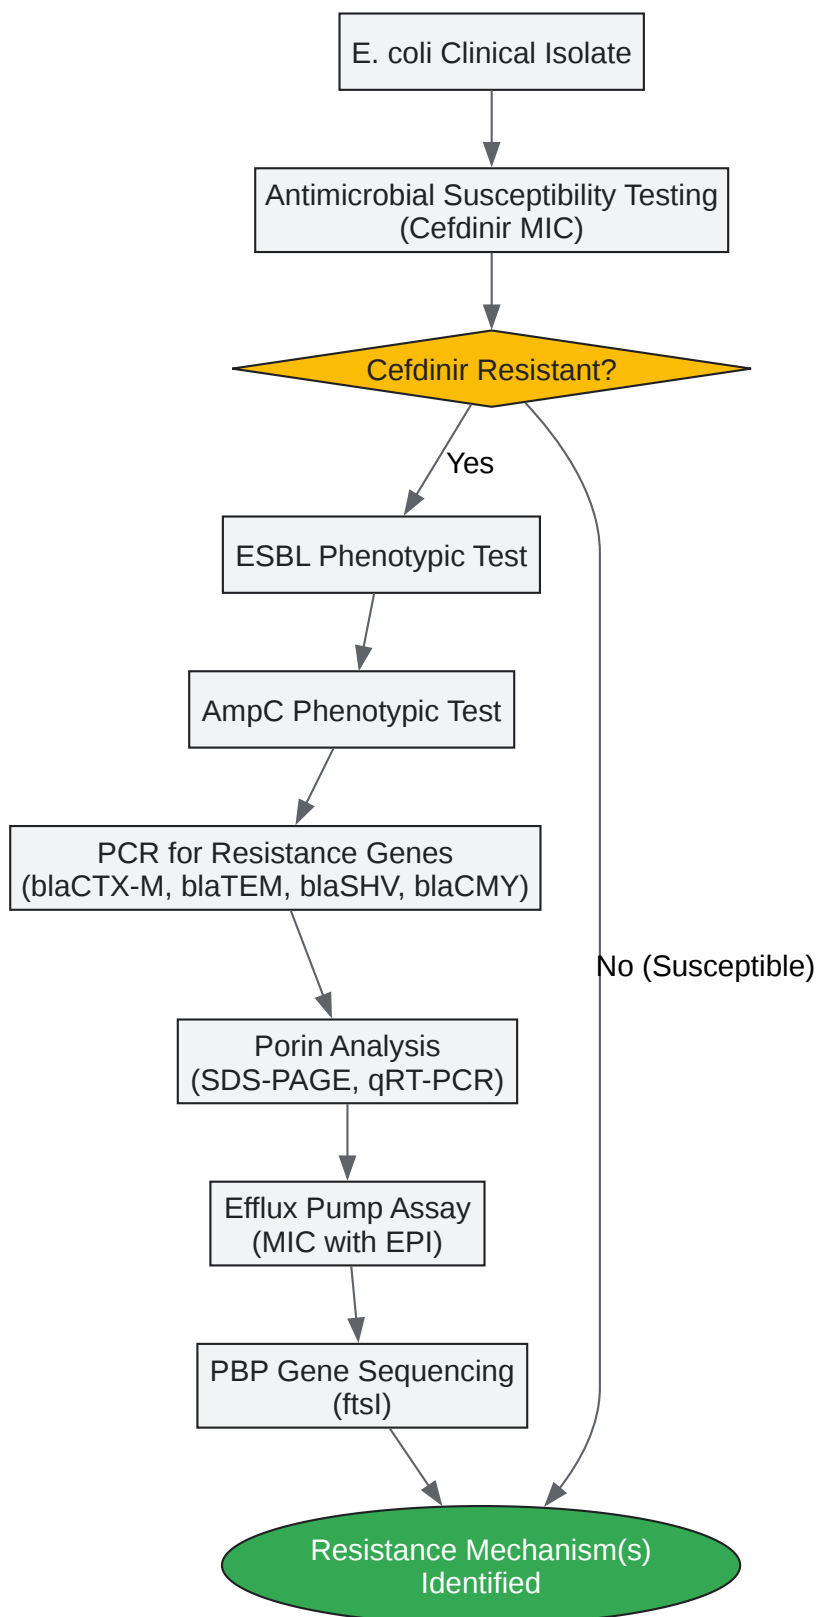 E. coli Clinical Isolate
Antimicrobial Susceptibility Testing
(Cefdinir MIC)
Cefdinir Resistant?
Yes
ESBL Phenotypic Test
AmpC Phenotypic Test
PCR for Resistance Genes
(blaCTX-M, blaTEM, blaSHV, blaCMY)
No (Susceptible)
Porin Analysis
(SDS-PAGE, qRT-PCR)
Efflux Pump Assay
(MIC with EPI)
PBP Gene Sequencing
(ftsI)
Resistance Mechanism(s)
Identified